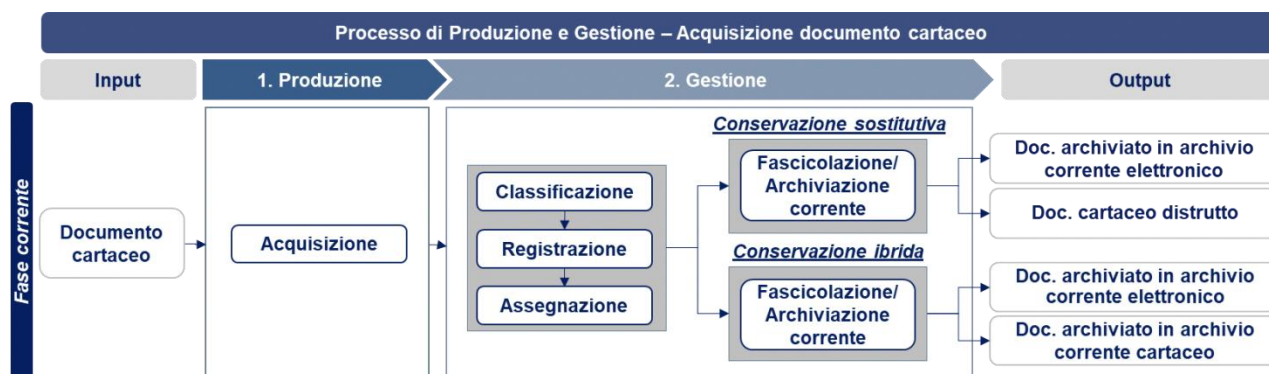 Processo di Produzione e Gestione – Acquisizione documento cartaceo
Input
1. Produzione
2. Gestione
Output
Fase corrente
Documento
cartaceo
Acquisizione
Classificazione
Registrazione
Assegnazione
Conservazione sostitutiva
Fascicolazione/
Archiviazione
corrente
Conservazione ibrida
Fascicolazione/
Archiviazione
corrente
Doc. archiviato in archivio
corrente elettronico
Doc. cartaceo distrutto
Doc. archiviato in archivio
corrente elettronico
Doc. archiviato in archivio
corrente cartaceo